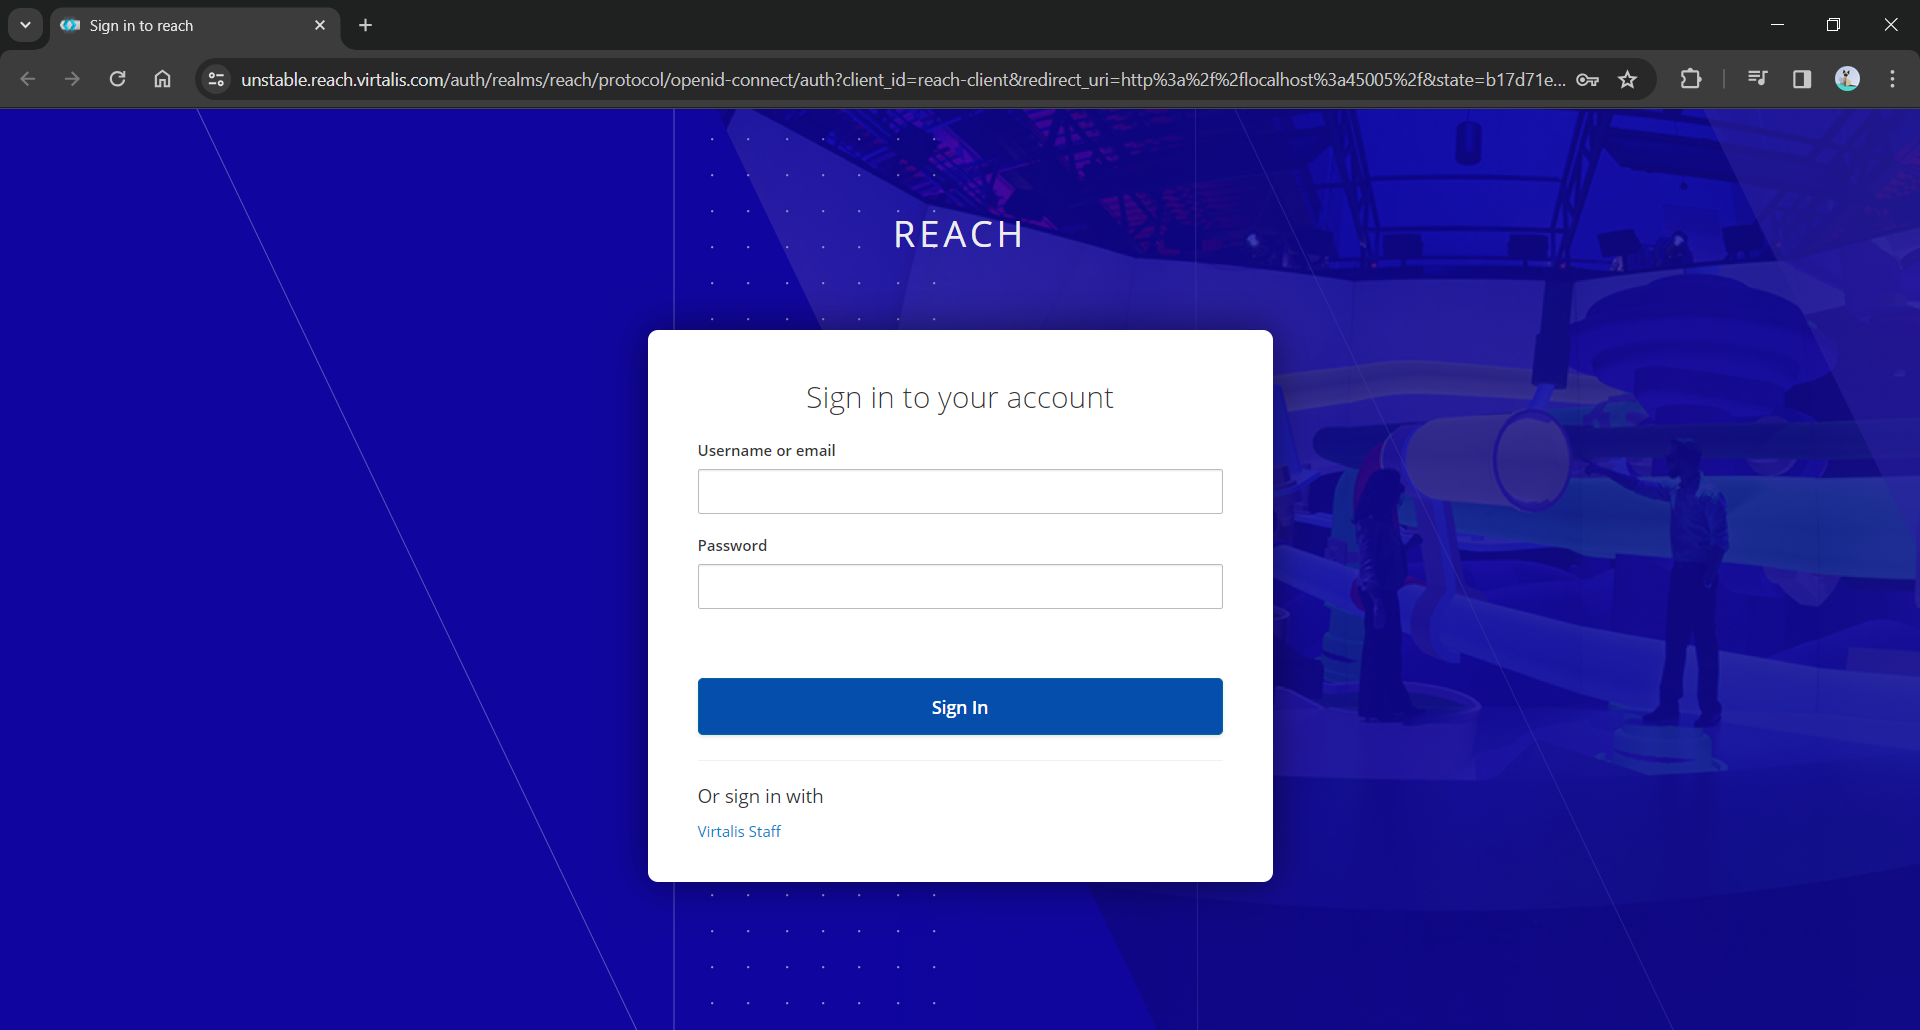 Sign in to reach
unstable.reach.virtalis.com/auth/realms/reach/protocol/openid-connect/auth?client_id=reach-client&redirect_uri=http%3a%2f%2flocalhost%3a45005%2f&state=b17d71e...
REACH
Sign in to your account
Username or email
Password
Sign In
Or sign in with
Virtalis Staff